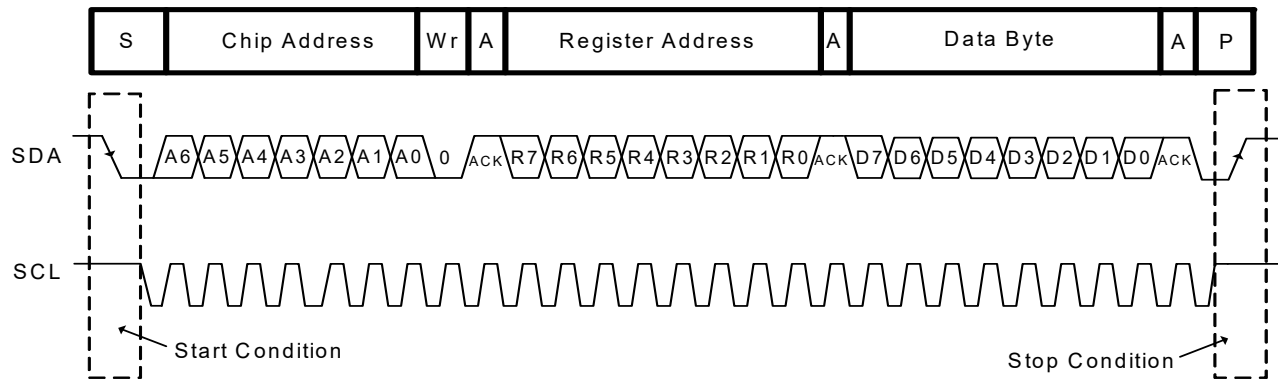 S Chip Address Wr A Register Address A Data Byte A P
SDA A6 A5 A4 A3 A2 A1 A0 0 ACK R7 R6 R5 R4 R3 R2 R1 R0 ACK D7 D6 D5 D4 D3 D2 D1 D0 ACK
SCL
Start Condition
Stop Condition